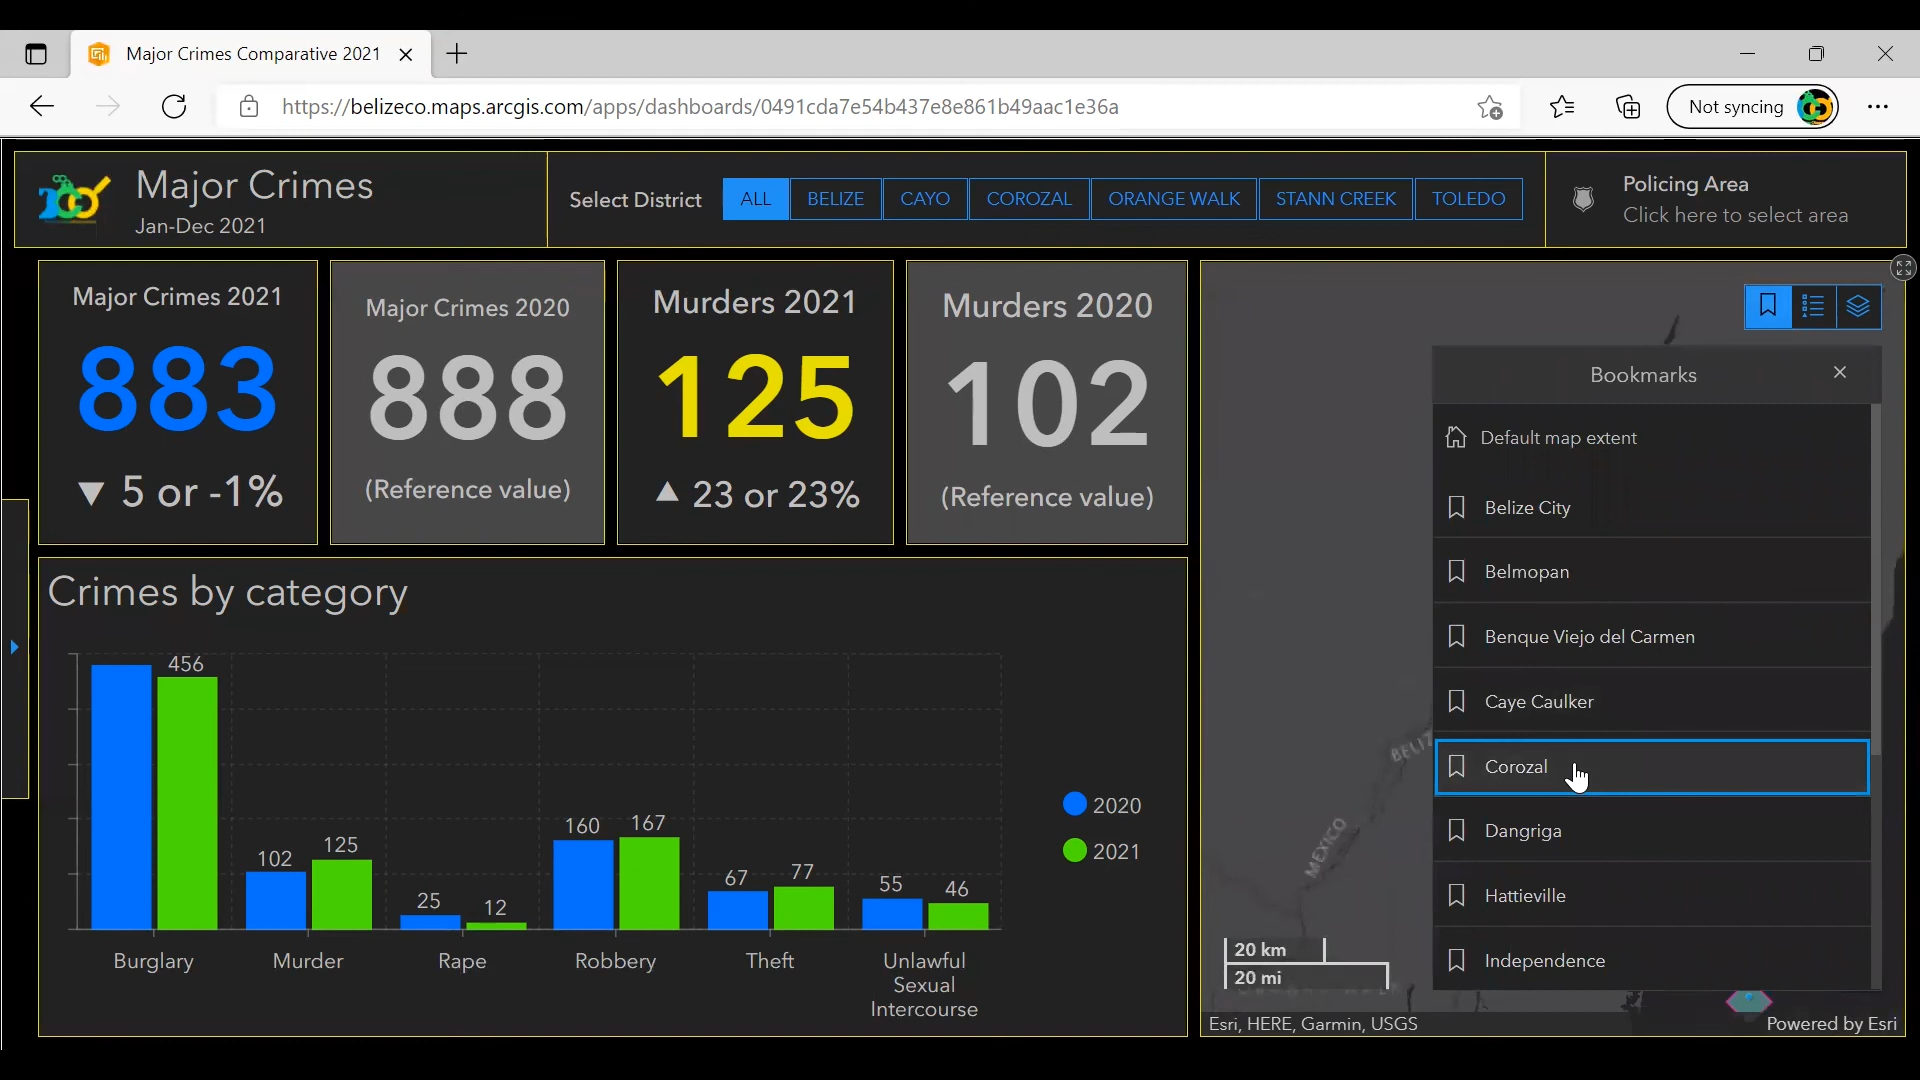 Major Crimes Comparative 2021
https://belizeco.maps.arcgis.com/apps/dashboards/0491cda7e54b437e8e861b49aac1e36a
Not syncing
Major Crimes
Jan-Dec 2021
Select District
ALL
BELIZE
CAYO
COROZAL
ORANGE WALK
STANN CREEK
TOLEDO
Policing Area
Click here to select area
Major Crimes 2021
883
▼ 5 or -1%
Major Crimes 2020
888
(Reference value)
Murders 2021
125
▲ 23 or 23%
Murders 2020
102
(Reference value)
Crimes by category
456
102
125
25
12
160
167
67
77
55
46
Burglary
Murder
Rape
Robbery
Theft
Unlawful
Sexual
Intercourse
2020
2021
Bookmarks
Default map extent
Belize City
Belmopan
Benque Viejo del Carmen
Caye Caulker
Corozal
Dangriga
Hattieville
Independence
MEXICO
20 km
20 mi
Esri, HERE, Garmin, USGS
Powered by Esri